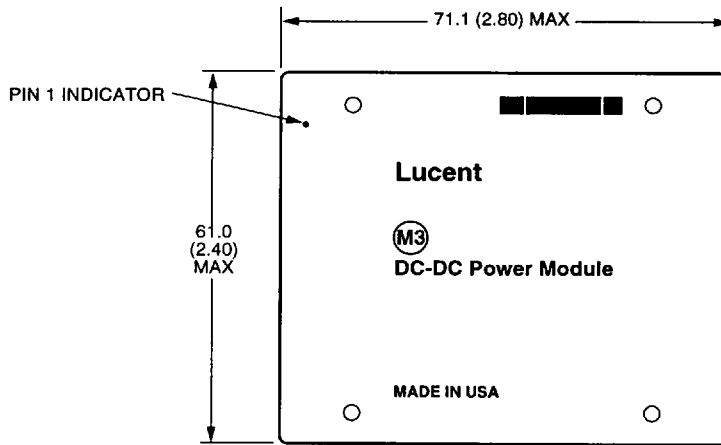 71.1 (2.80) MAX
PIN 1 INDICATOR
Lucent
61.0
(2.40)
MAX
M3
DC-DC Power Module
MADE IN USA